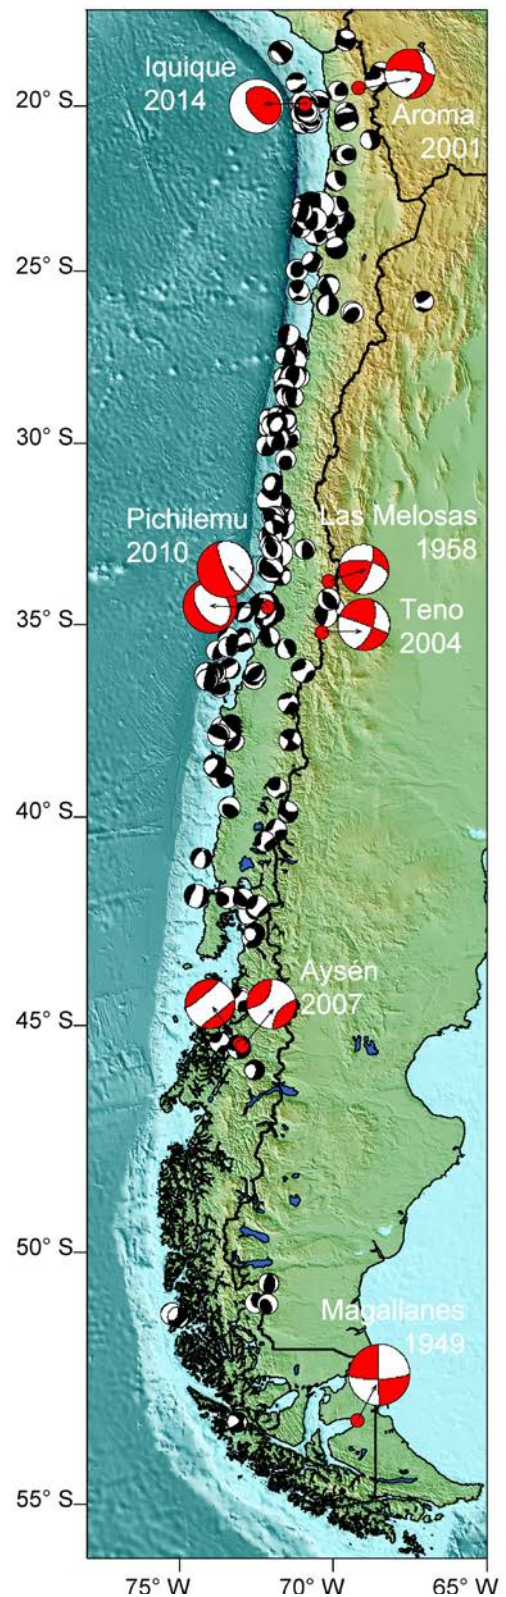 Iquique
2014
20° S
Aroma
2001
25° S
30° S
Pichilemu
2010
Las Melosas
1958
35° S
Teno
2004
40° S
Aysén
2007
45° S
50° S
Magallanes
1949
55° S
75° W
70° W
65° W